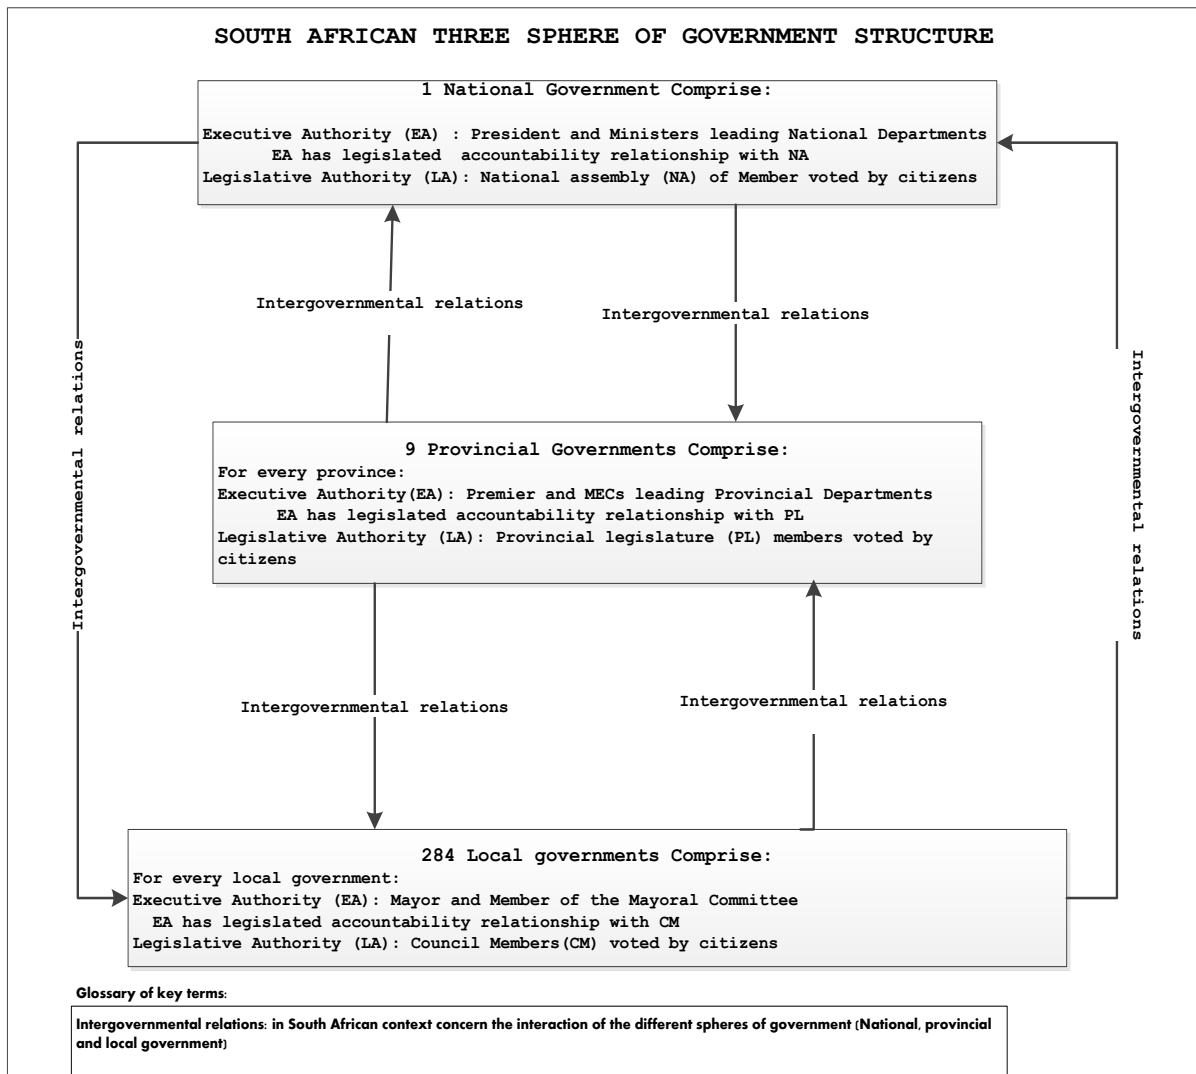 SOUTH AFRICAN THREE SPHERE OF GOVERNMENT STRUCTURE
1 National Government Comprise:
Executive Authority (EA) : President and Ministers leading National Departments
EA has legislated accountability relationship with NA
Legislative Authority (LA): National assembly (NA) of Member voted by citizens
Intergovernmental relations
Intergovernmental relations
Intergovernmental relations
Intergovernmental relations
9 Provincial Governments Comprise:
For every province:
Executive Authority(EA): Premier and MECs leading Provincial Departments
EA has legislated accountability relationship with PL
Legislative Authority (LA): Provincial legislature (PL) members voted by
citizens
Intergovernmental relations
Intergovernmental relations
284 Local governments Comprise:
For every local government:
Executive Authority (EA): Mayor and Member of the Mayoral Committee
EA has legislated accountability relationship with CM
Legislative Authority (LA): Council Members(CM) voted by citizens
Glossary of key terms:
Intergovernmental relations: in South African context concern the interaction of the different spheres of government (National, provincial
and local government)